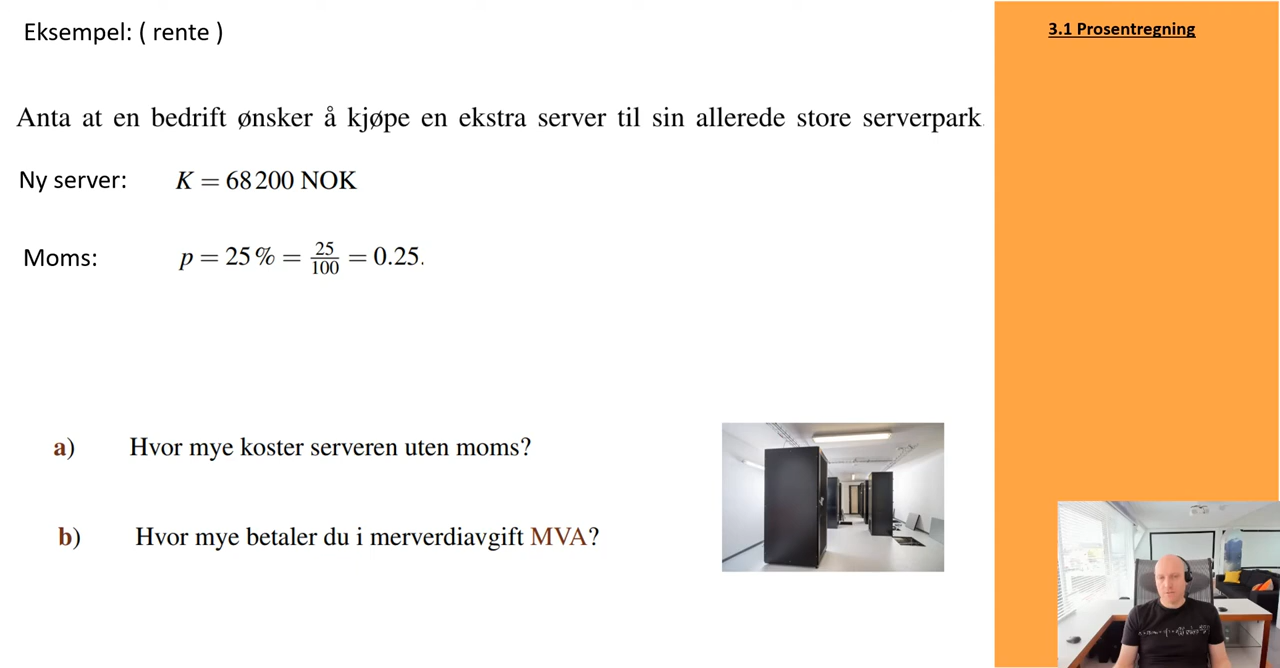 Eksempel: ( rente )
3.1 Prosentregning
Anta at en bedrift ønsker å kjøpe en ekstra server til sin allerede store serverpark.
Ny server: K = 68 200 NOK
Moms: p = 25 % = 25/100 = 0.25.
a) Hvor mye koster serveren uten moms?
b) Hvor mye betaler du i merverdiavgift MVA?